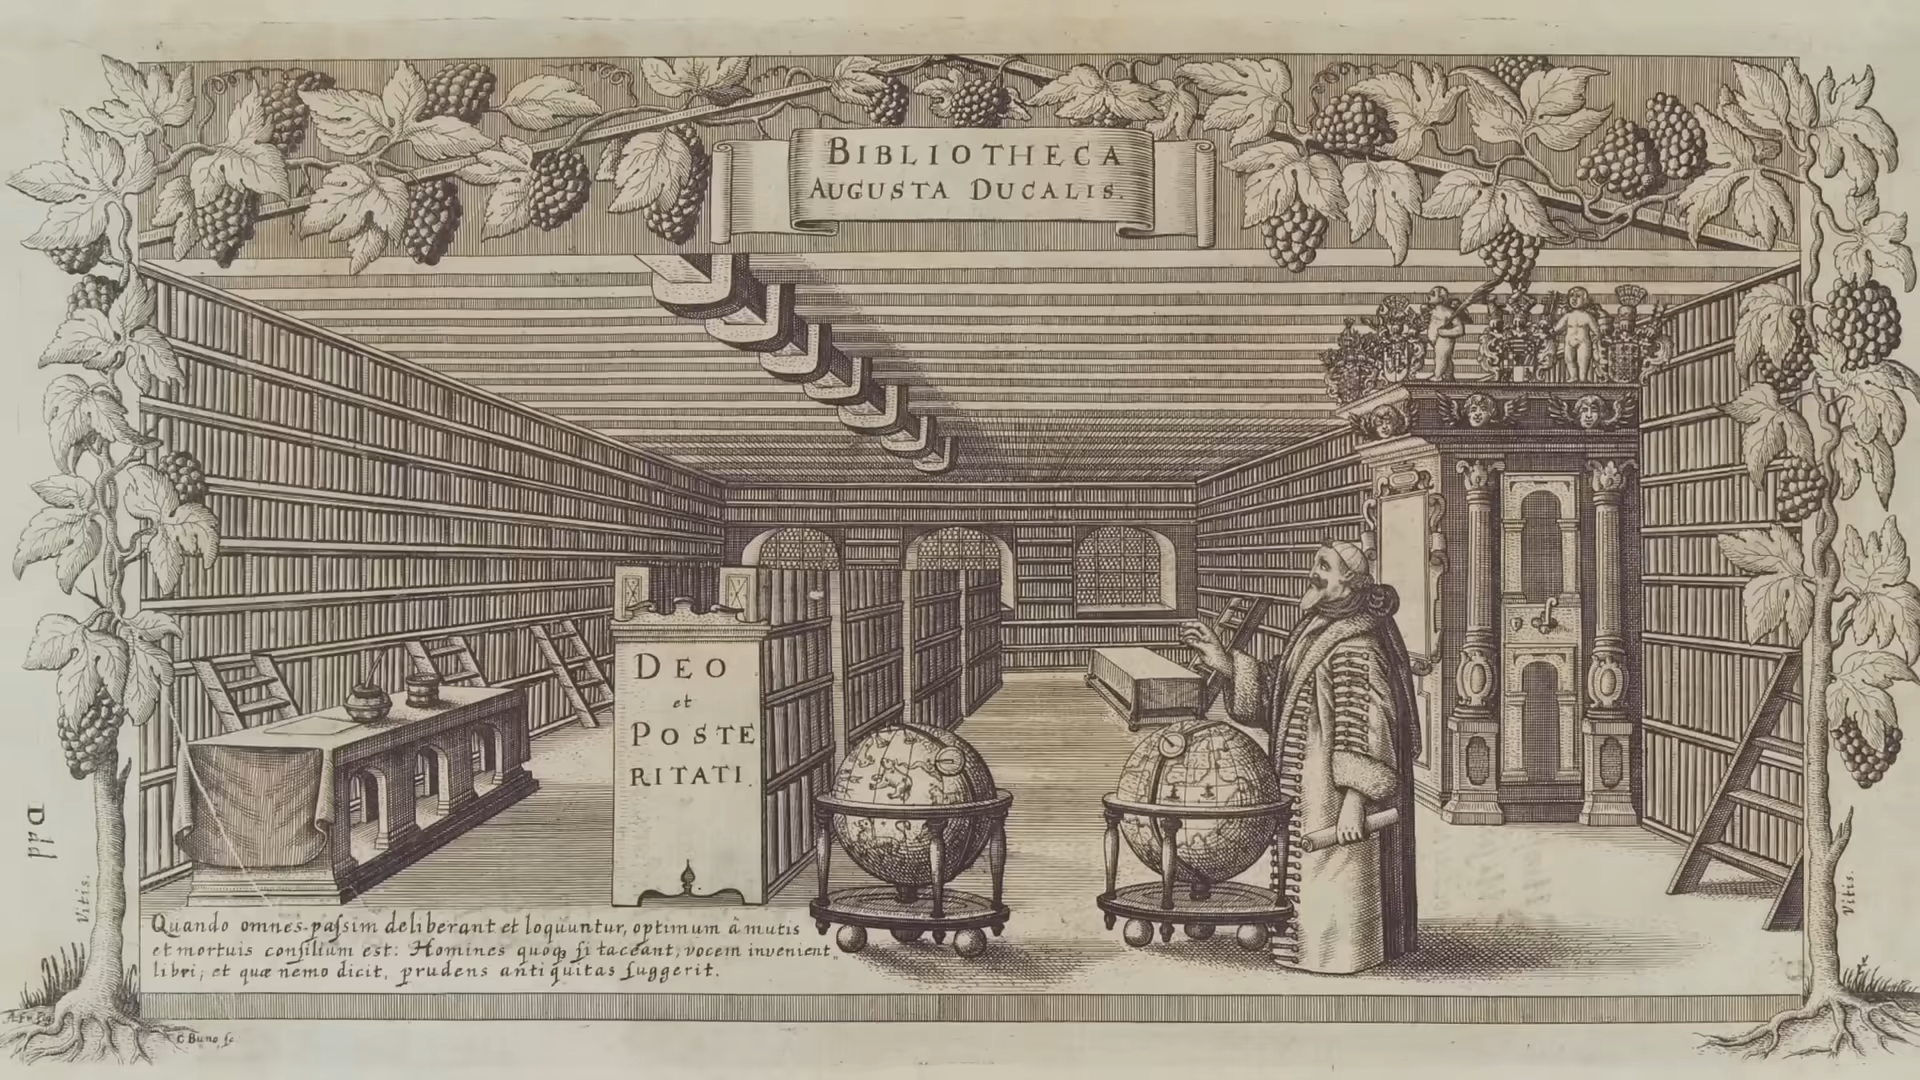 BIBLIOTHECA
AUGUSTA DUCALIS.
DEO
et
POSTE
RITATI.
Quando omnes passim deliberant et loquuntur, optimum â mutis
et mortuis consilium est: Homines quoqꝫ si taceant, vocem invenient
libri, et quæ nemo dicit, prudens antiquitas suggerit.
Vitis.
Vitis.
Ddd
C Buno sc.